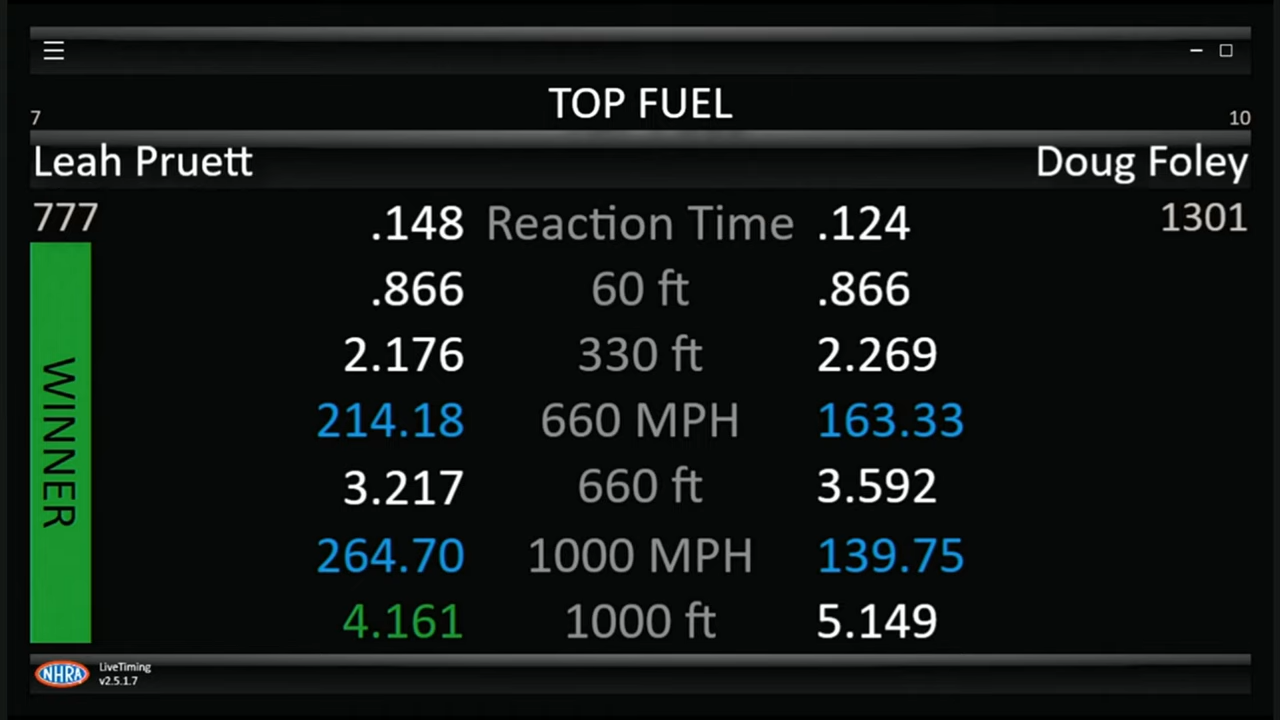 TOP FUEL
7 10
Leah Pruett Doug Foley
777 1301
.148 Reaction Time .124
.866 60 ft .866
2.176 330 ft 2.269
214.18 660 MPH 163.33
3.217 660 ft 3.592
264.70 1000 MPH 139.75
4.161 1000 ft 5.149
WINNER
NHRA
LiveTiming
v2.5.1.7